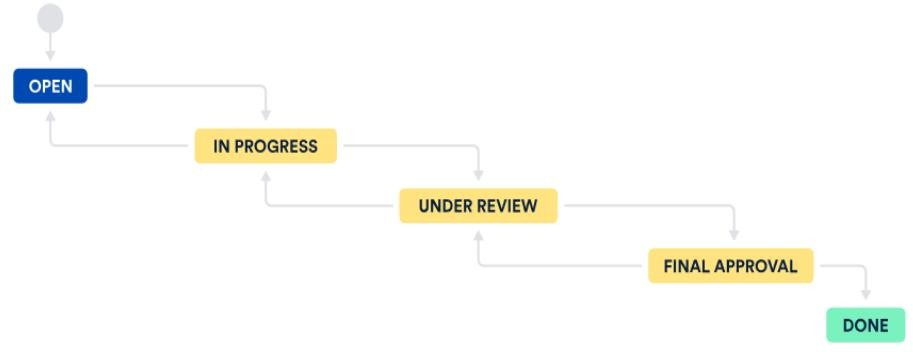 OPEN
IN PROGRESS
UNDER REVIEW
FINAL APPROVAL
DONE